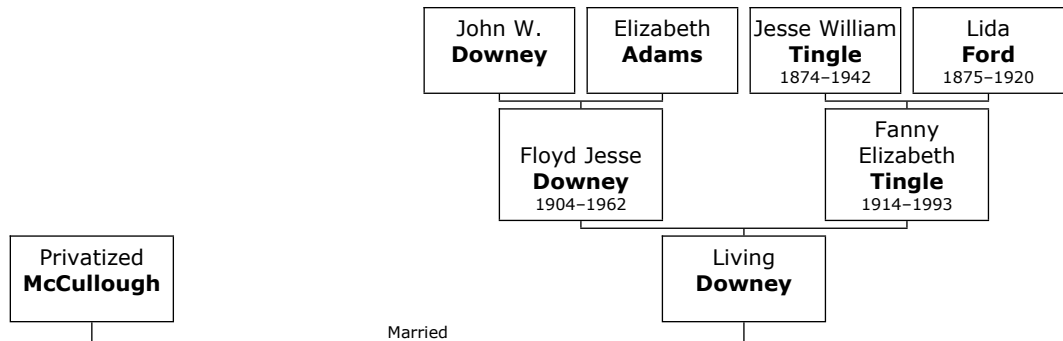 John W.
Downey
Elizabeth
Adams
Jesse William
Tingle
1874–1942
Lida
Ford
1875–1920
Floyd Jesse
Downey
1904–1962
Fanny
Elizabeth
Tingle
1914–1993
Privatized
McCullough
Living
Downey
Married